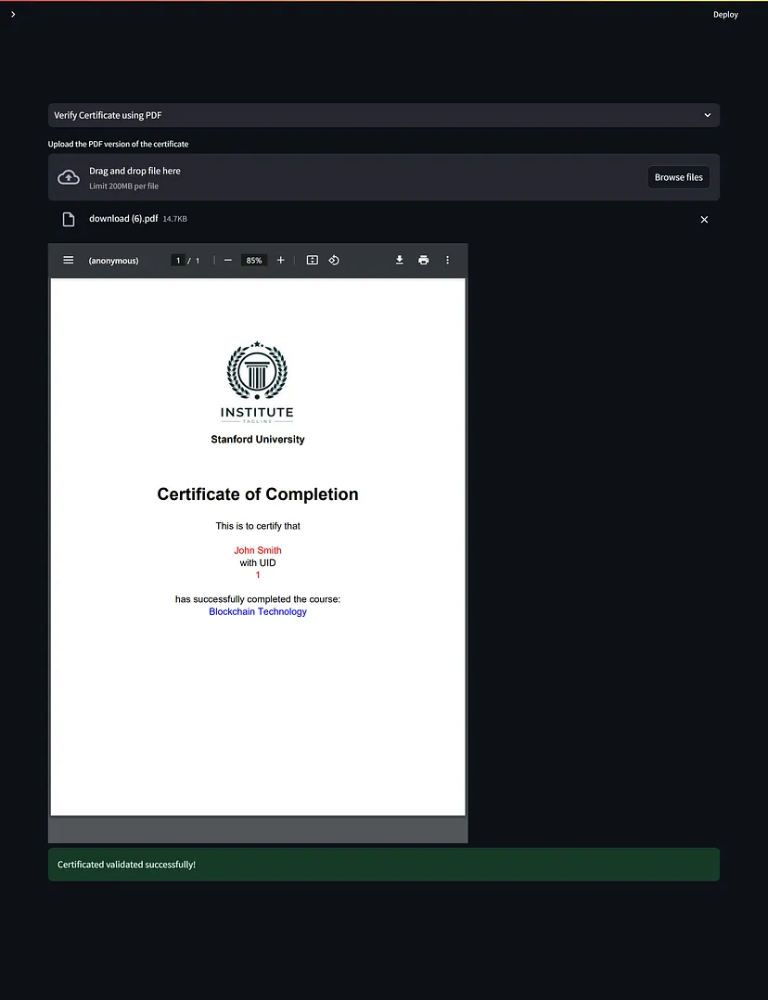 Deploy
Verify Certificate using PDF
Upload the PDF version of the certificate
Drag and drop file here
Limit 200MB per file
Browse files
download (6).pdf 14.7KB
(anonymous) 1 / 1 85%
INSTITUTE
TAGLINE
Stanford University
Certificate of Completion
This is to certify that
John Smith
with UID
1
has successfully completed the course:
Blockchain Technology
Certificated validated successfully!